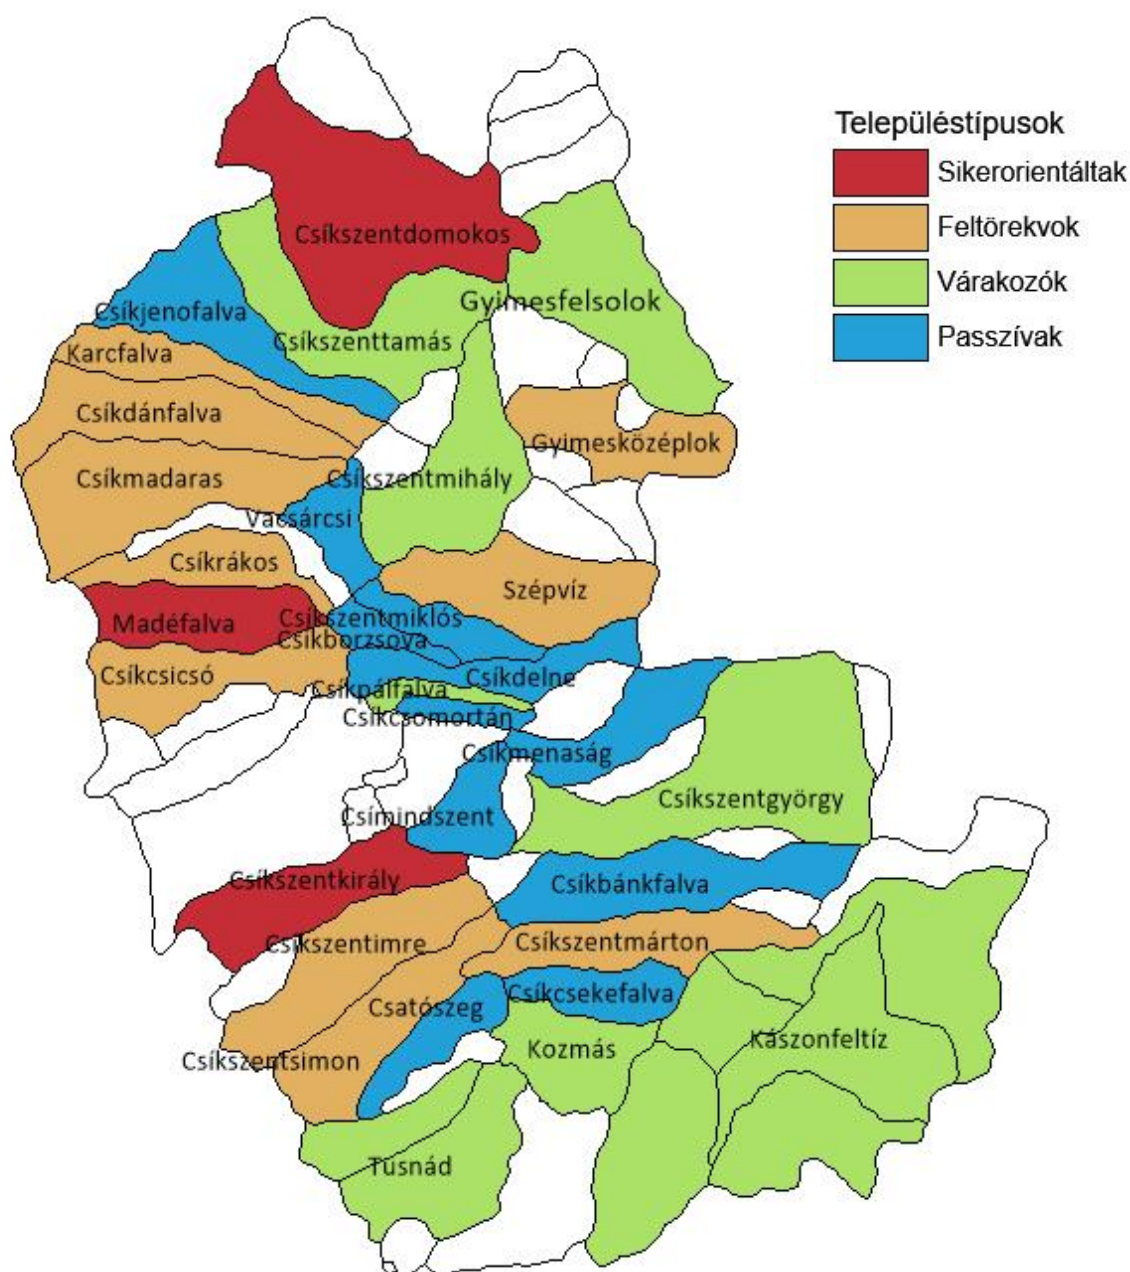 Településtípusok
Sikerorientáltak
Feltörekvok
Várakozók
Passzívak
Csíkszentdomokos
Gyimesfelsolok
Csíkjenofalva
Csíkszenttamás
Karcfalva
Csíkdánfalva
Gyimesközéplok
Csíkmadaras
Csíkszentmihály
Vacsárcsi
Csíkrákos
Szépvíz
Csíkszentmiklós
Madéfalva
Csíkborzsova
Csíkcsicsó
Csíkdelne
Csíkpálfalva
Csíkcsomortán
Csíkmenaság
Csíkszentgyörgy
Csímindszent
Csíkszentkirály
Csíkbánkfalva
Csíkszentimre
Csíkszentmárton
Csíkcsekefalva
Csatószeg
Kászonfeltíz
Kozmás
Csíkszentsimon
Tusnád